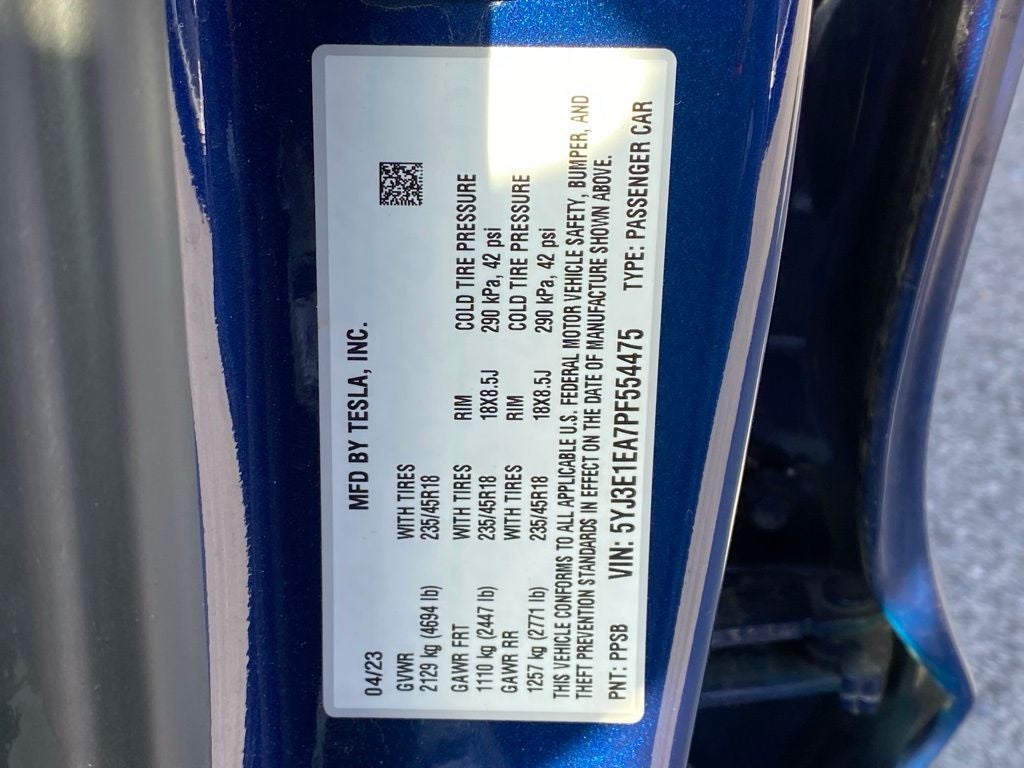 04/23 MFD BY TESLA, INC.
GVWR WITH TIRES
2129 kg (4694 lb) 235/45R18
GAWR FRT WITH TIRES RIM COLD TIRE PRESSURE
1110 kg (2447 lb) 235/45R18 18X8.5J 290 kPa, 42 psi
GAWR RR WITH TIRES RIM COLD TIRE PRESSURE
1257 kg (2771 lb) 235/45R18 18X8.5J 290 kPa, 42 psi
THIS VEHICLE CONFORMS TO ALL APPLICABLE U.S. FEDERAL MOTOR VEHICLE SAFETY, BUMPER, AND
THEFT PREVENTION STANDARDS IN EFFECT ON THE DATE OF MANUFACTURE SHOWN ABOVE.
PNT: PPSB VIN: 5YJ3E1EA7PF554475 TYPE: PASSENGER CAR